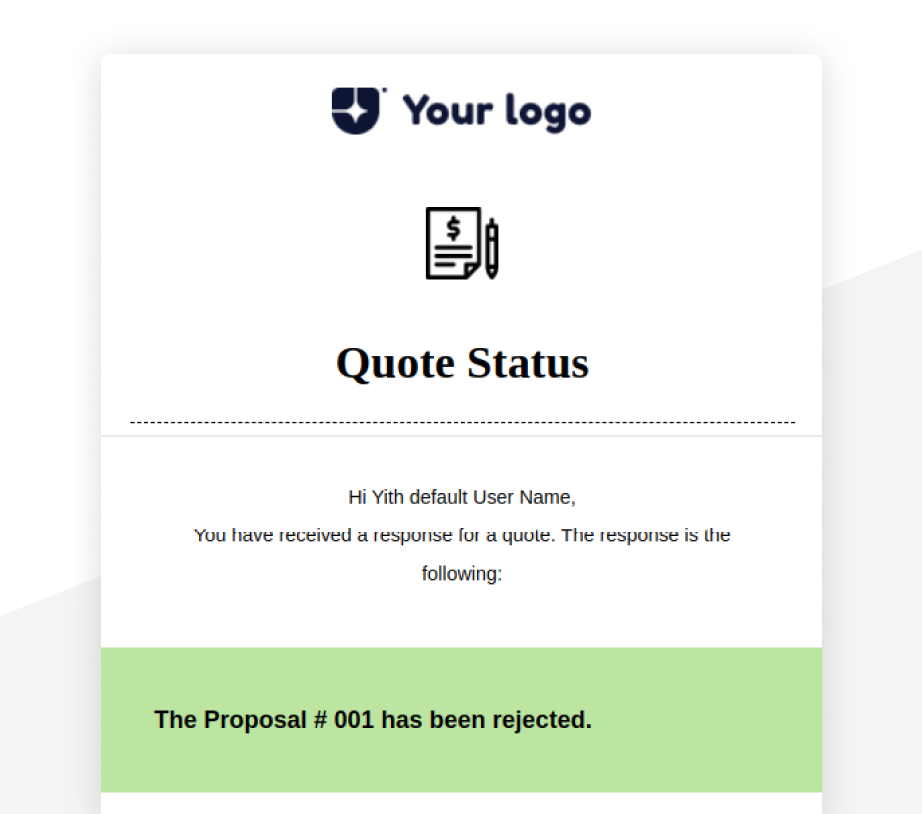 Your logo
$
Quote Status
Hi Yith default User Name,
You have received a response for a quote. The response is the
following:
The Proposal # 001 has been rejected.